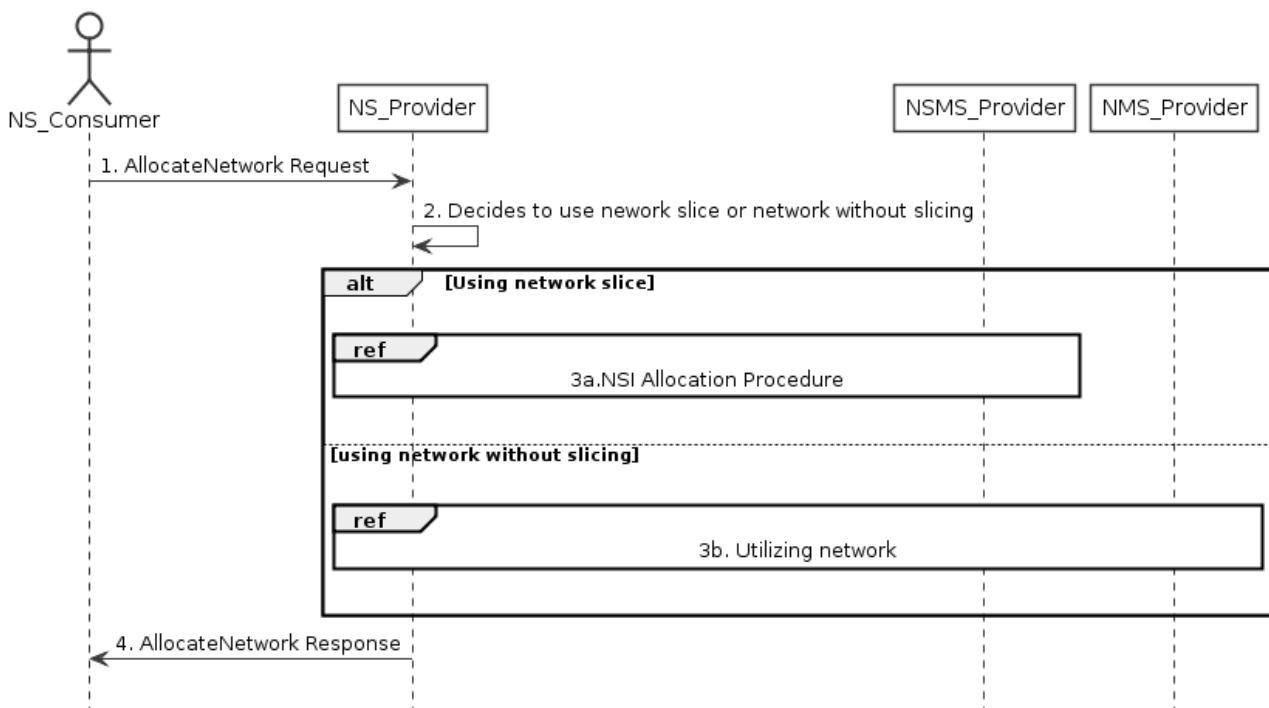 NS_Consumer
NS_Provider
NSMS_Provider
NMS_Provider
1. AllocateNetwork Request
2. Decides to use nework slice or network without slicing
alt
[Using network slice]
ref
3a.NSI Allocation Procedure
[using network without slicing]
ref
3b. Utilizing network
4. AllocateNetwork Response